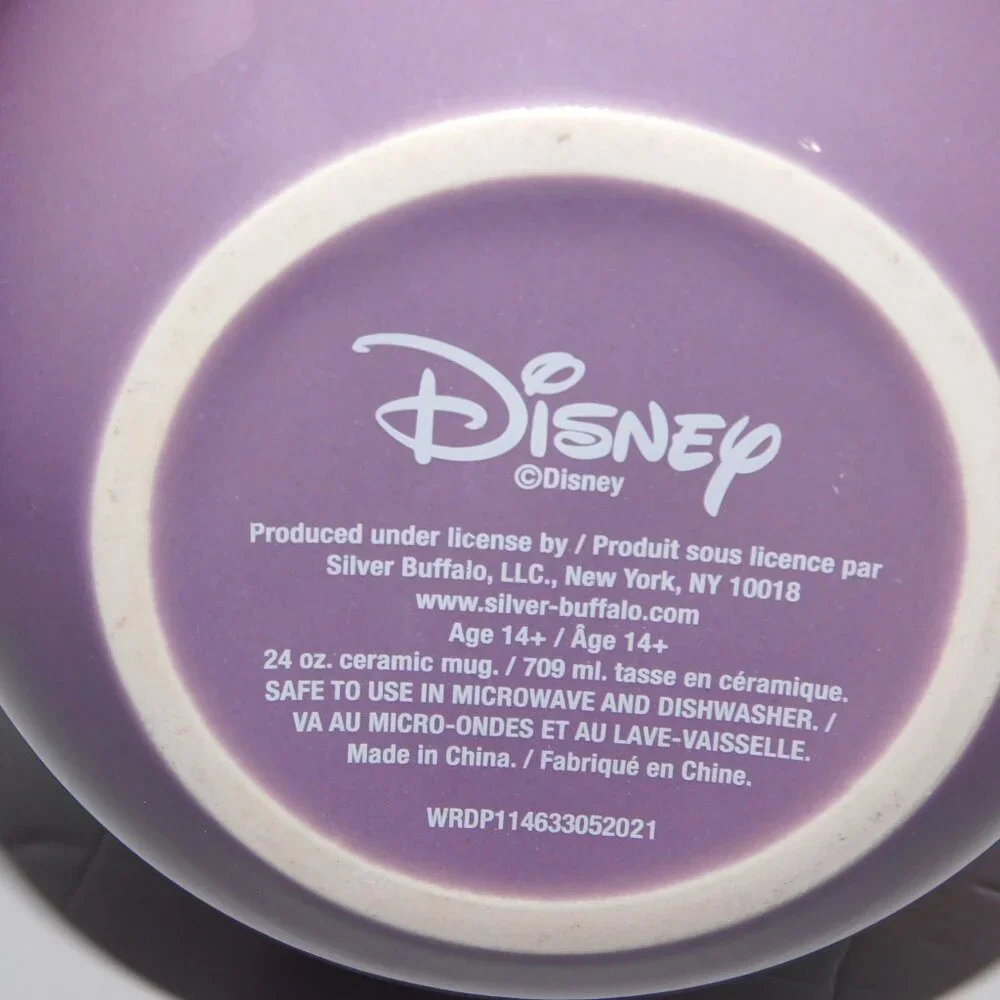 Disney
©Disney
Produced under license by / Produit sous licence par
Silver Buffalo, LLC., New York, NY 10018
www.silver-buffalo.com
Age 14+ / Âge 14+
24 oz. ceramic mug. / 709 ml. tasse en céramique.
SAFE TO USE IN MICROWAVE AND DISHWASHER. /
VA AU MICRO-ONDES ET AU LAVE-VAISSELLE.
Made in China. / Fabriqué en Chine.
WRDP114633052021